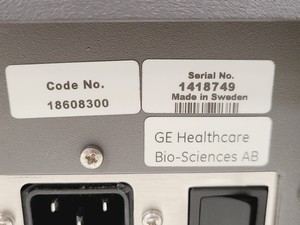 Code No.
18608300
Serial No.
1418749
Made in Sweden
GE Healthcare
Bio-Sciences AB